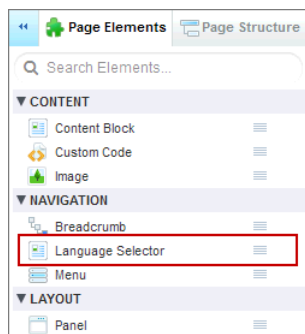 Page Elements Page Structure
Search Elements...
CONTENT
Content Block
Custom Code
Image
NAVIGATION
Breadcrumb
Language Selector
Menu
LAYOUT
Panel